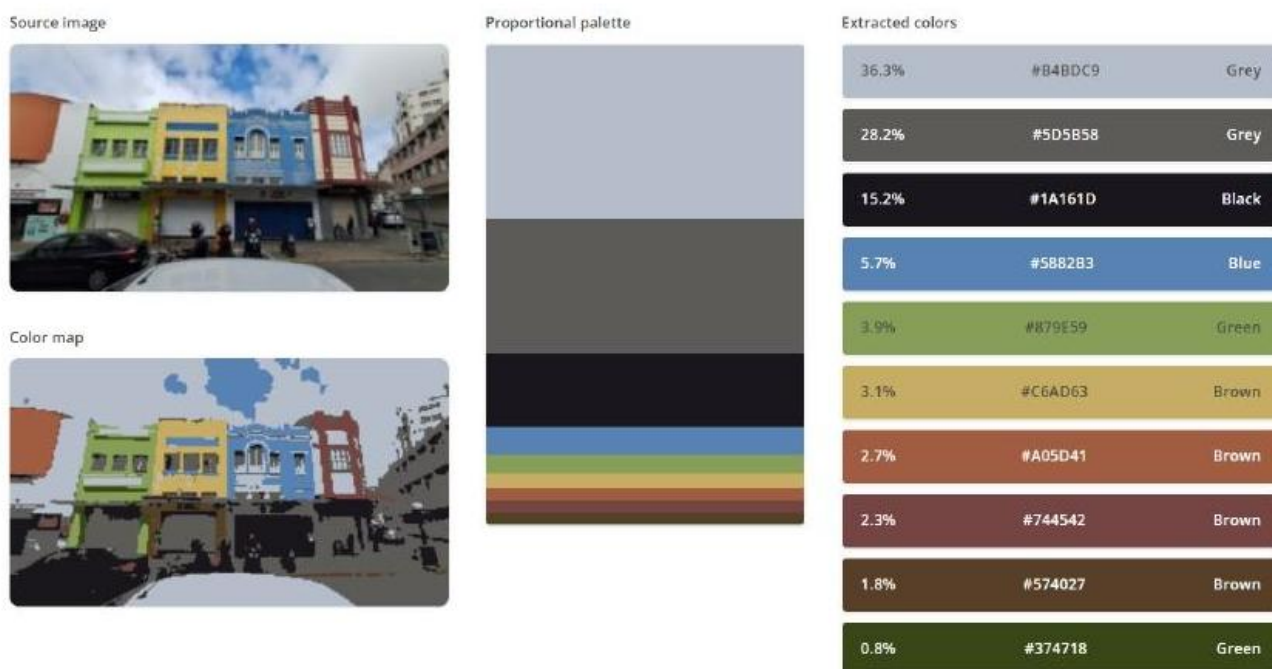 Source image
Proportional palette
Extracted colors
36.3% #B4BDC9 Grey
28.2% #5D5B58 Grey
15.2% #1A161D Black
5.7% #5882B3 Blue
3.9% #879E59 Green
3.1% #C6AD63 Brown
2.7% #A05D41 Brown
2.3% #744542 Brown
1.8% #574027 Brown
0.8% #374718 Green
Color map